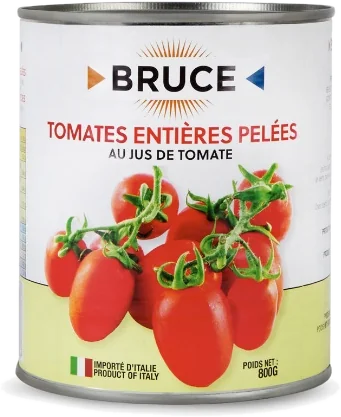 BRUCE
TOMATES ENTIÈRES PELÉES
AU JUS DE TOMATE
IMPORTÉ D'ITALIE
PRODUCT OF ITALY
POIDS NET :
800G